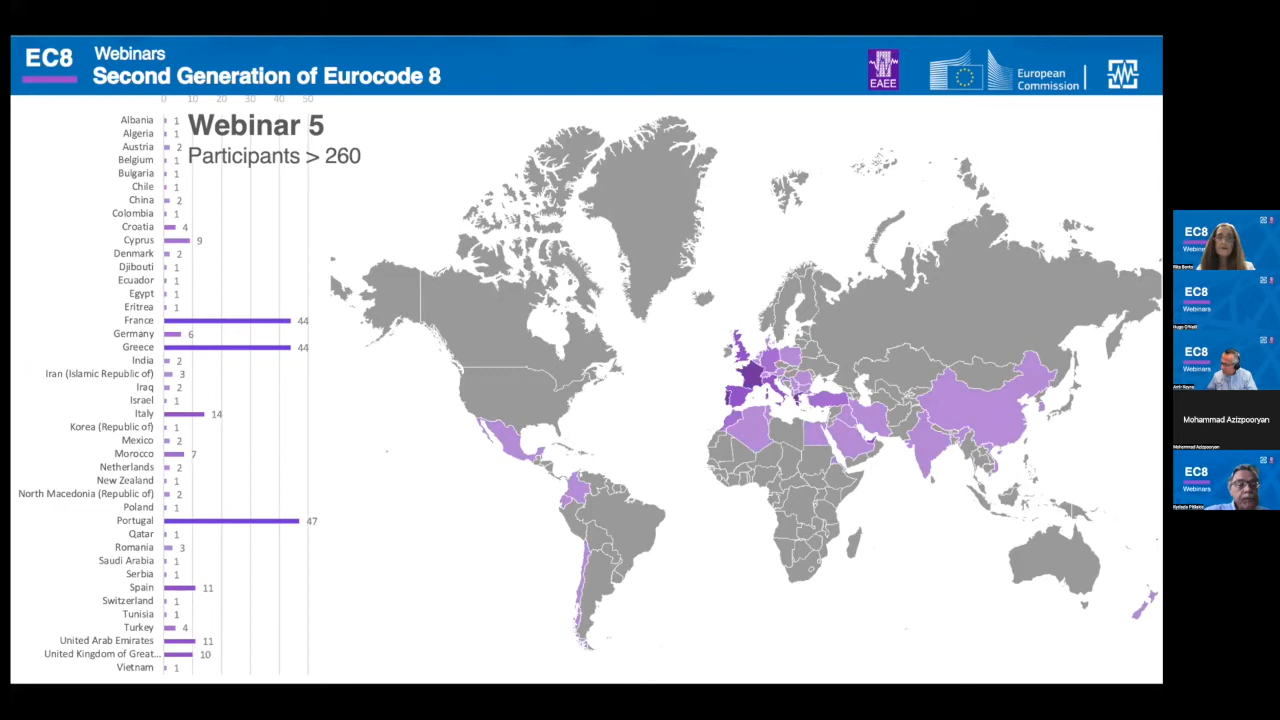 EC8
Webinars
Second Generation of Eurocode 8
EAEE
European
Commission
0 10 20 30 40 50
Webinar 5
Participants > 260
Albania 1
Algeria 1
Austria 2
Belgium 1
Bulgaria 1
Chile 1
China 2
Colombia 1
Croatia 4
Cyprus 9
Denmark 2
Djibouti 1
Ecuador 1
Egypt 1
Eritrea 1
France 44
Germany 6
Greece 44
India 2
Iran (Islamic Republic of) 3
Iraq 2
Israel 1
Italy 14
Korea (Republic of) 1
Mexico 2
Morocco 7
Netherlands 2
New Zealand 1
North Macedonia (Republic of) 2
Poland 1
Portugal 47
Qatar 1
Romania 3
Saudi Arabia 1
Serbia 1
Spain 11
Switzerland 1
Tunisia 1
Turkey 4
United Arab Emirates 11
United Kingdom of Great... 10
Vietnam 1
EC8
Webinars
Rita Bento
EC8
Webinars
Hugo O'Neill
EC8
Webinars
Mohammad Azizpooryan
Mohammad Azizpooryan
EC8
Webinars